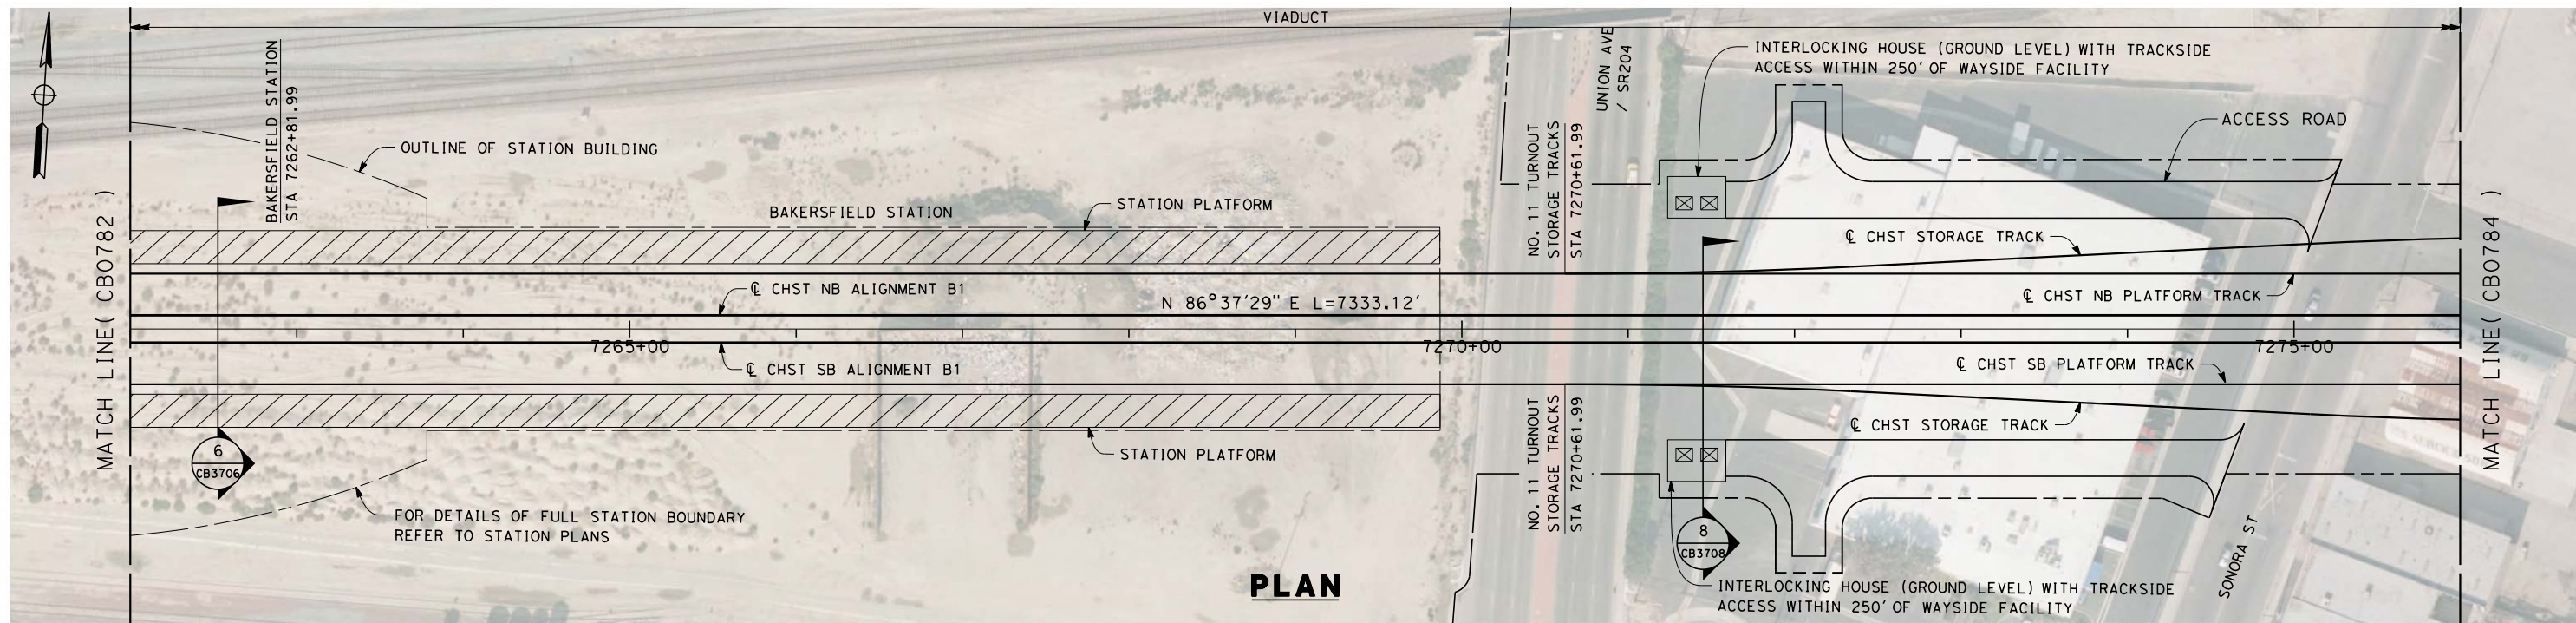 VIADUCT
BAKERSFIELD STATION
STA 7262+81.99
OUTLINE OF STATION BUILDING
UNION AVE
/ SR204
INTERLOCKING HOUSE (GROUND LEVEL) WITH TRACKSIDE
ACCESS WITHIN 250' OF WAYSIDE FACILITY
ACCESS ROAD
NO. 11 TURNOUT
STORAGE TRACKS
STA 7270+61.99
BAKERSFIELD STATION
STATION PLATFORM
MATCH LINE( CB0782 )
℄ CHST STORAGE TRACK
℄ CHST NB ALIGNMENT B1
N 86°37'29" E L=7333.12'
℄ CHST NB PLATFORM TRACK
7265+00
7270+00
7275+00
MATCH LINE( CB0784 )
℄ CHST SB ALIGNMENT B1
℄ CHST SB PLATFORM TRACK
℄ CHST STORAGE TRACK
STATION PLATFORM
6
CB3706
NO. 11 TURNOUT
STORAGE TRACKS
STA 7270+61.99
FOR DETAILS OF FULL STATION BOUNDARY
REFER TO STATION PLANS
8
CB3708
PLAN
INTERLOCKING HOUSE (GROUND LEVEL) WITH TRACKSIDE
ACCESS WITHIN 250' OF WAYSIDE FACILITY
SONORA ST